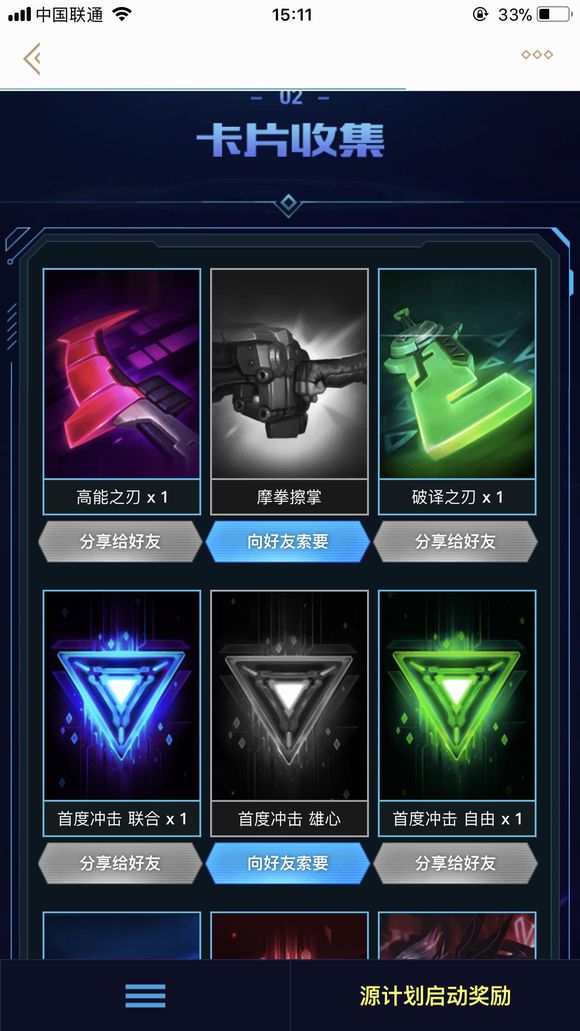 中国联通
15:11
33%
02
卡片收集
高能之刃 x 1
摩拳擦掌
破译之刃 x 1
分享给好友
向好友索要
分享给好友
首度冲击 联合 x 1
首度冲击 雄心
首度冲击 自由 x 1
分享给好友
向好友索要
分享给好友
源计划启动奖励